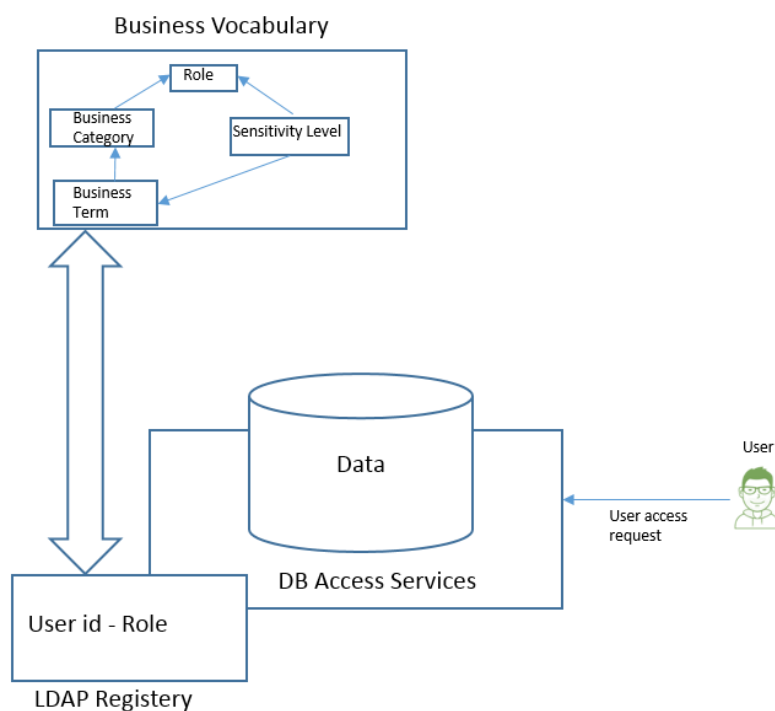 Business Vocabulary
Role
Business
Category
Sensitivity Level
Business
Term
Data
User
User access
request
DB Access Services
User id - Role
LDAP Registery